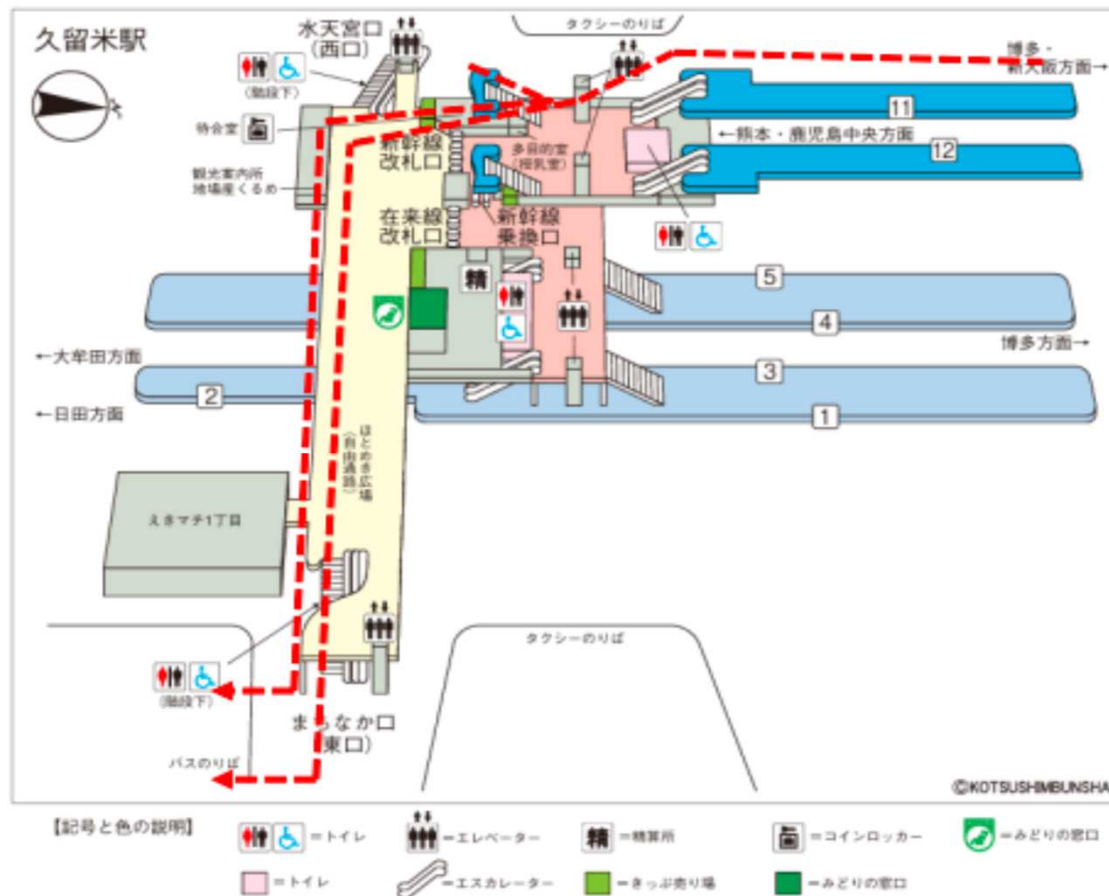 久留米駅
水天宮口
(西口)
タクシーのりば
(階段下)
待合室
新幹線
改札口
多目的室
(授乳室)
観光案内所
地場産くるめ
在来線
改札口
新幹線
乗換口
博多・
新大阪方面→
11
←熊本・鹿児島中央方面
12
精
5
4
博多方面→
3
1
←大牟田方面
2
←日田方面
ほとめき広場
(自由通路)
えきマチ1丁目
タクシーのりば
(階段下)
まちなか口
(東口)
バスのりば
©KOTSUSHIMBUNSHA
【記号と色の説明】
=トイレ
=エレベーター
精=精算所
=コインロッカー
=みどりの窓口
=トイレ
=エスカレーター
=きっぷ売り場
=みどりの窓口